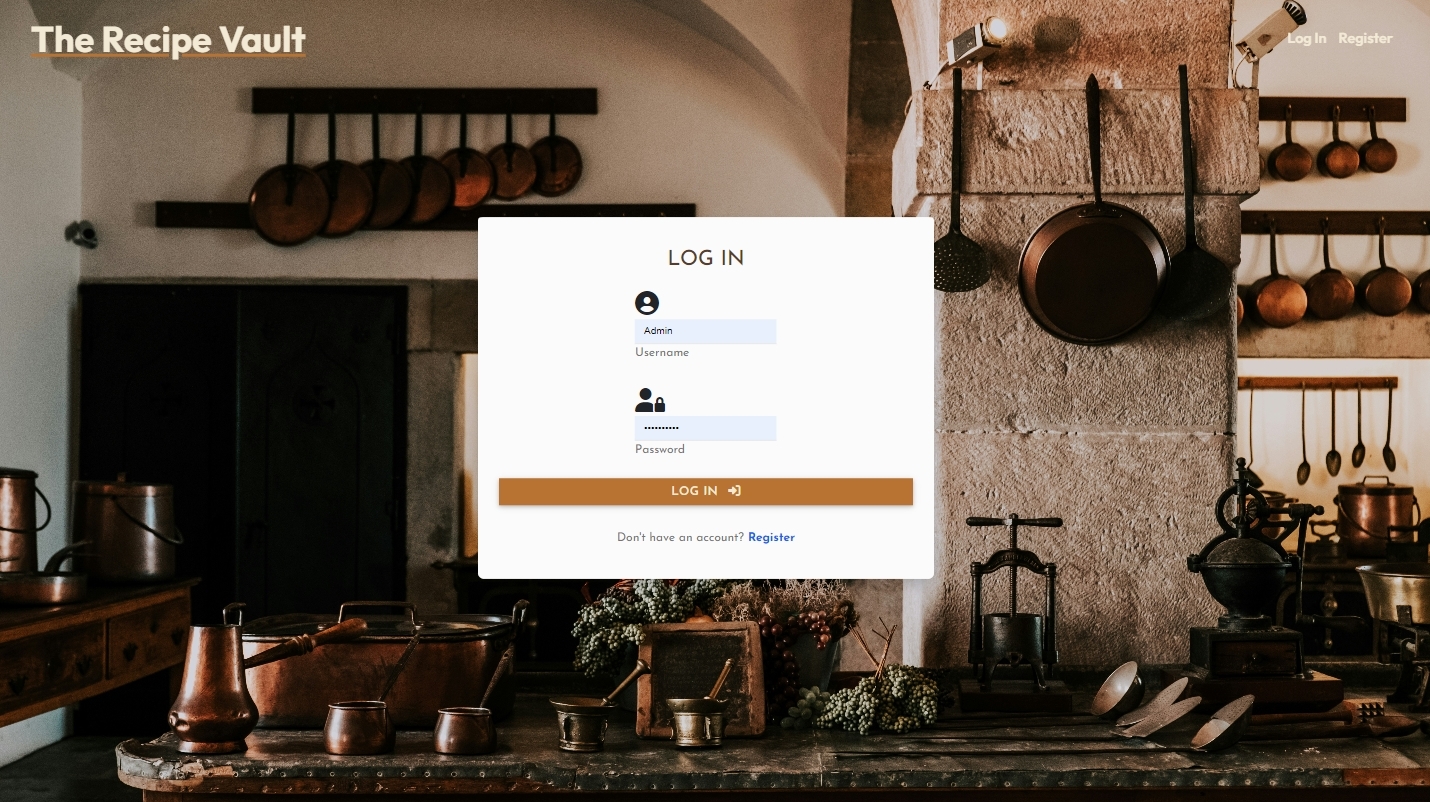 The Recipe Vault
Log In Register
LOG IN
Admin
Username
••••••••••
Password
LOG IN
Don't have an account? Register